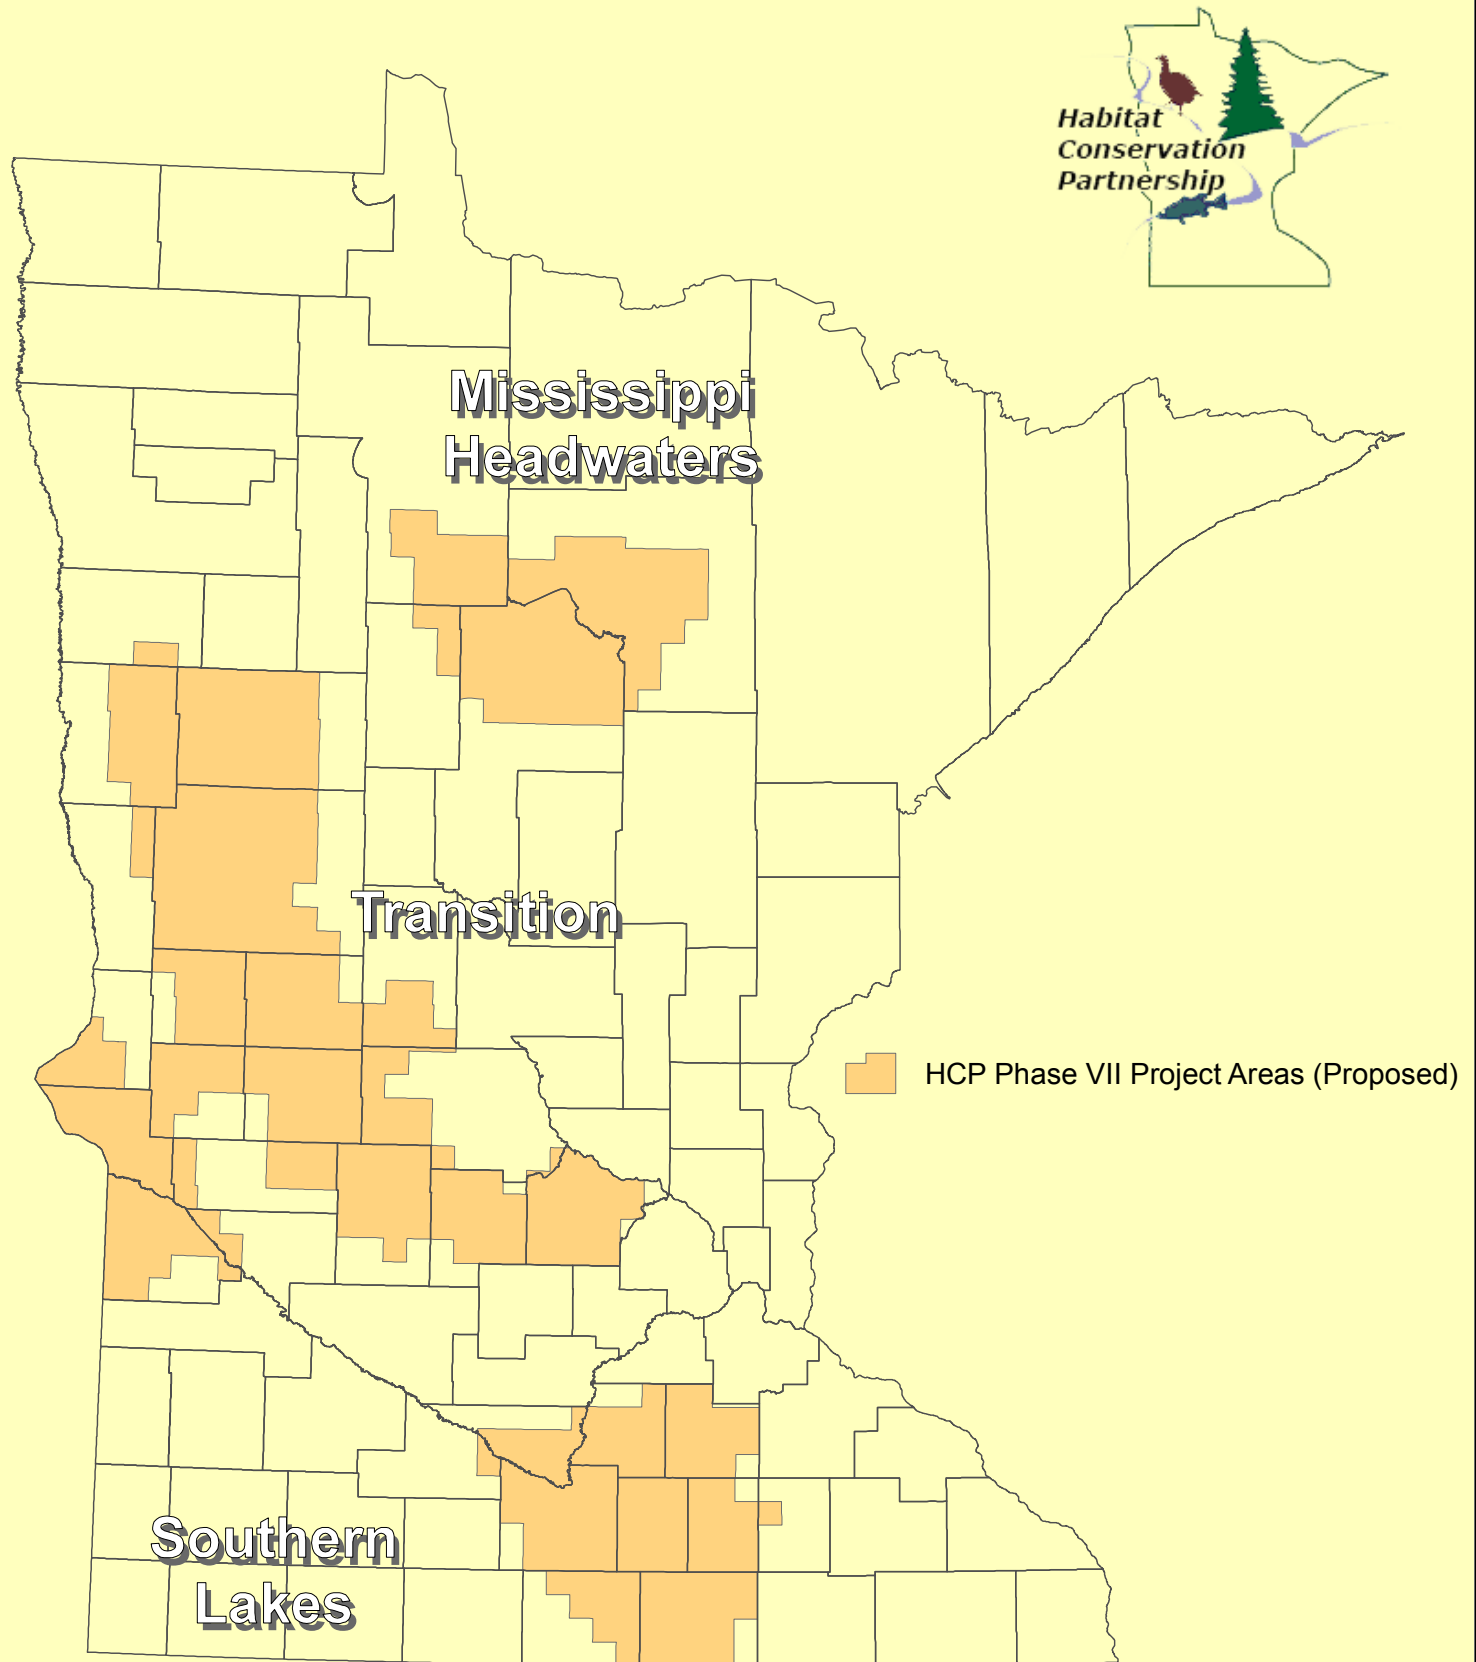 Habitat
Conservation
Partnership
Mississippi
Headwaters
Transition
HCP Phase VII Project Areas (Proposed)
Southern
Lakes